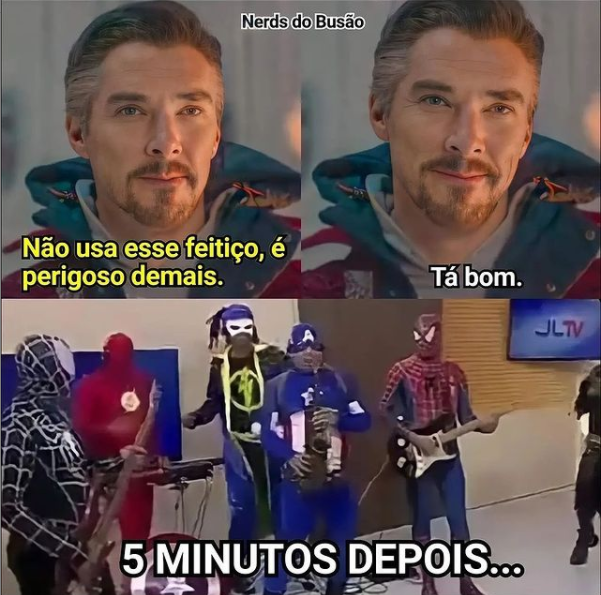 Nerds do Busão
Não usa esse feitiço, é
perigoso demais.
Tá bom.
JLTV
5 MINUTOS DEPOIS...